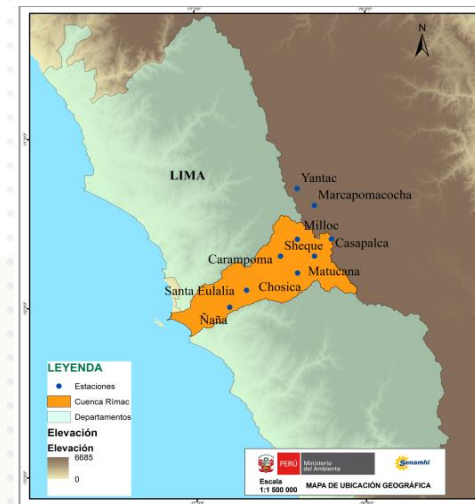 N
LIMA
Yantac
Marcapomacocha
Milloc
Sheque
Casapalca
Carampoma
Matucana
Santa Eulalia
Chosica
Ñaña
LEYENDA
Estaciones
Cuenca Rímac
Departamentos
Elevación
Elevación
6685
0
PERÚ
Ministerio
del Ambiente
Senamhi
Escala
1:1 500 000
MAPA DE UBICACIÓN GEOGRÁFICA